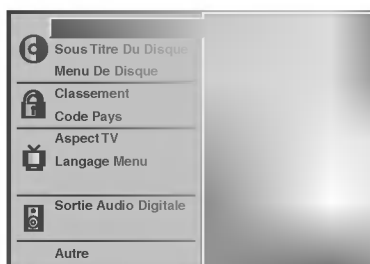 Sous Titre Du Disque
Menu De Disque
Classement
Code Pays
Aspect TV
Langage Menu
Sortie Audio Digitale
Autre